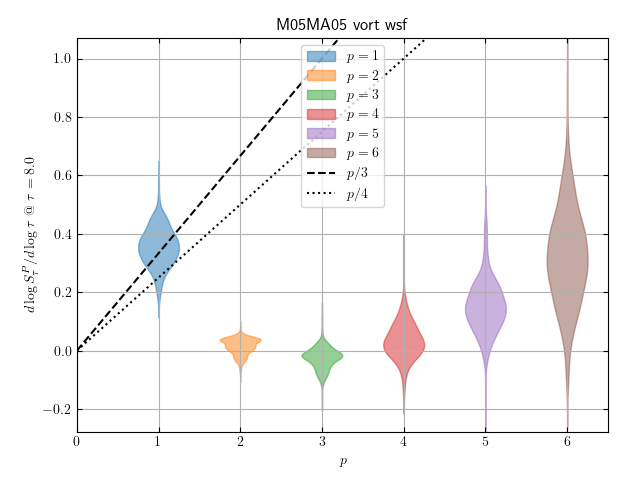 M05MA05 vort wsf
d log S_τ^P / d log τ @ τ = 8.0
1.0
0.8
0.6
0.4
0.2
0.0
−0.2
p = 1
p = 2
p = 3
p = 4
p = 5
p = 6
p/3
p/4
0 1 2 3 4 5 6
p